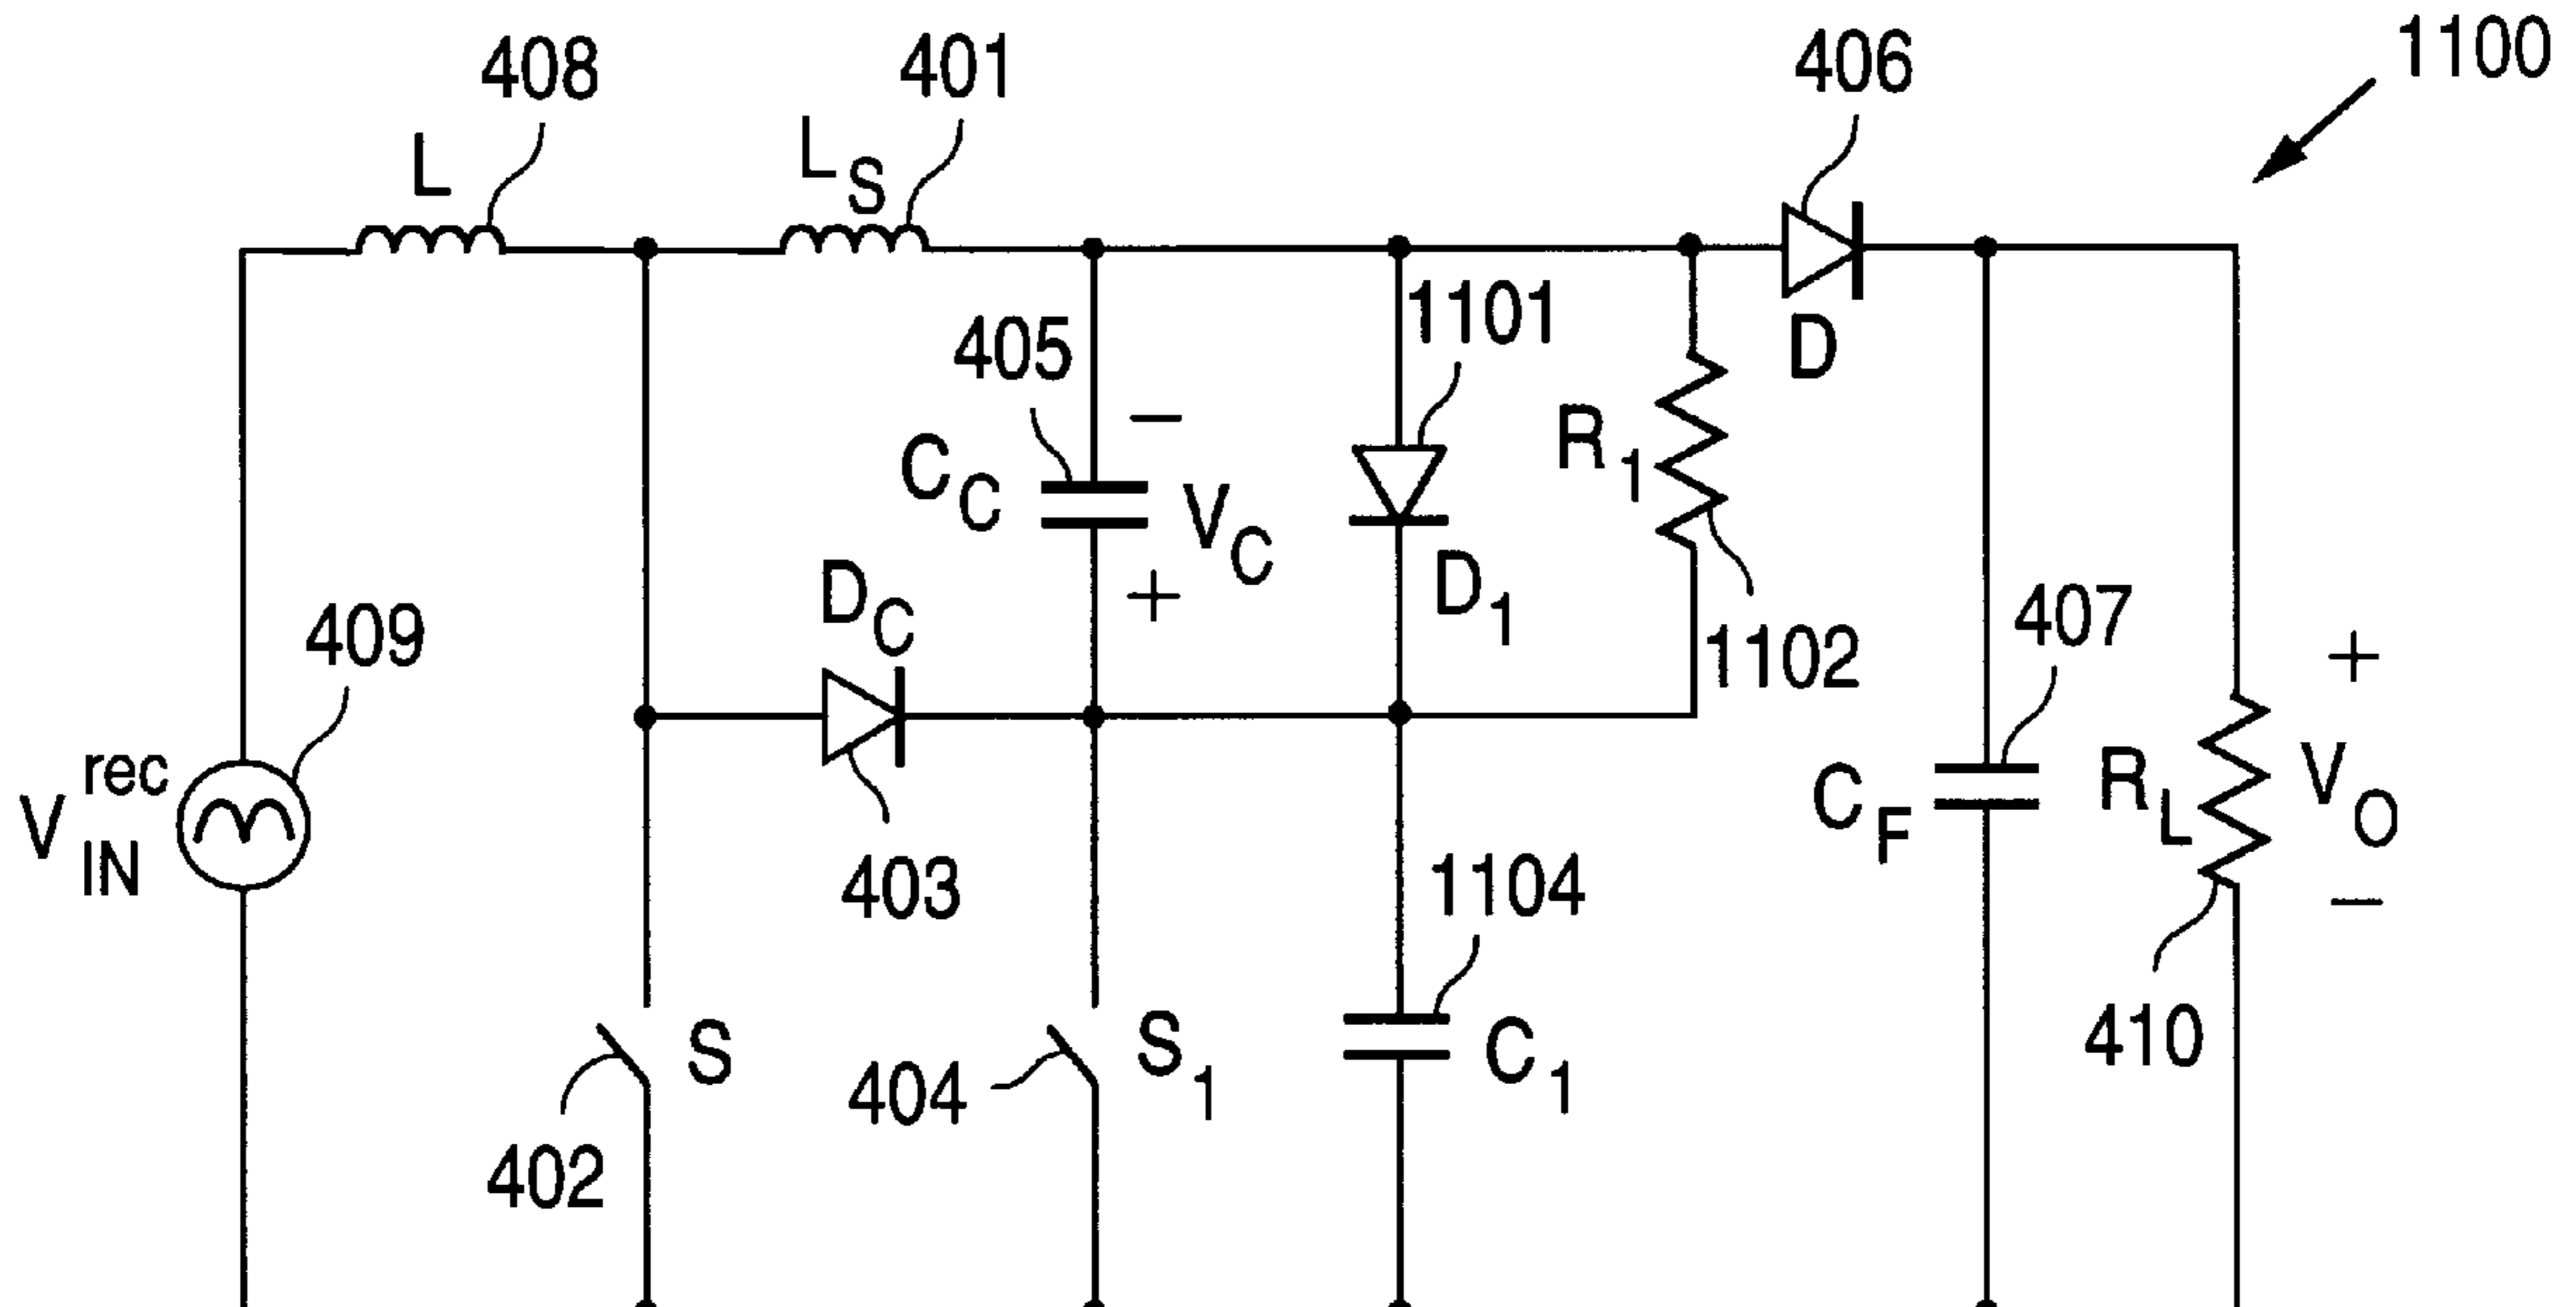 1100
408
401
406
L
L S
1101
405
D
R 1
C C
−
V C
+
D 1
D C
1102
407
409
+
V IN rec
C F
R L
V O
−
403
1104
S
S 1
C 1
410
404
402